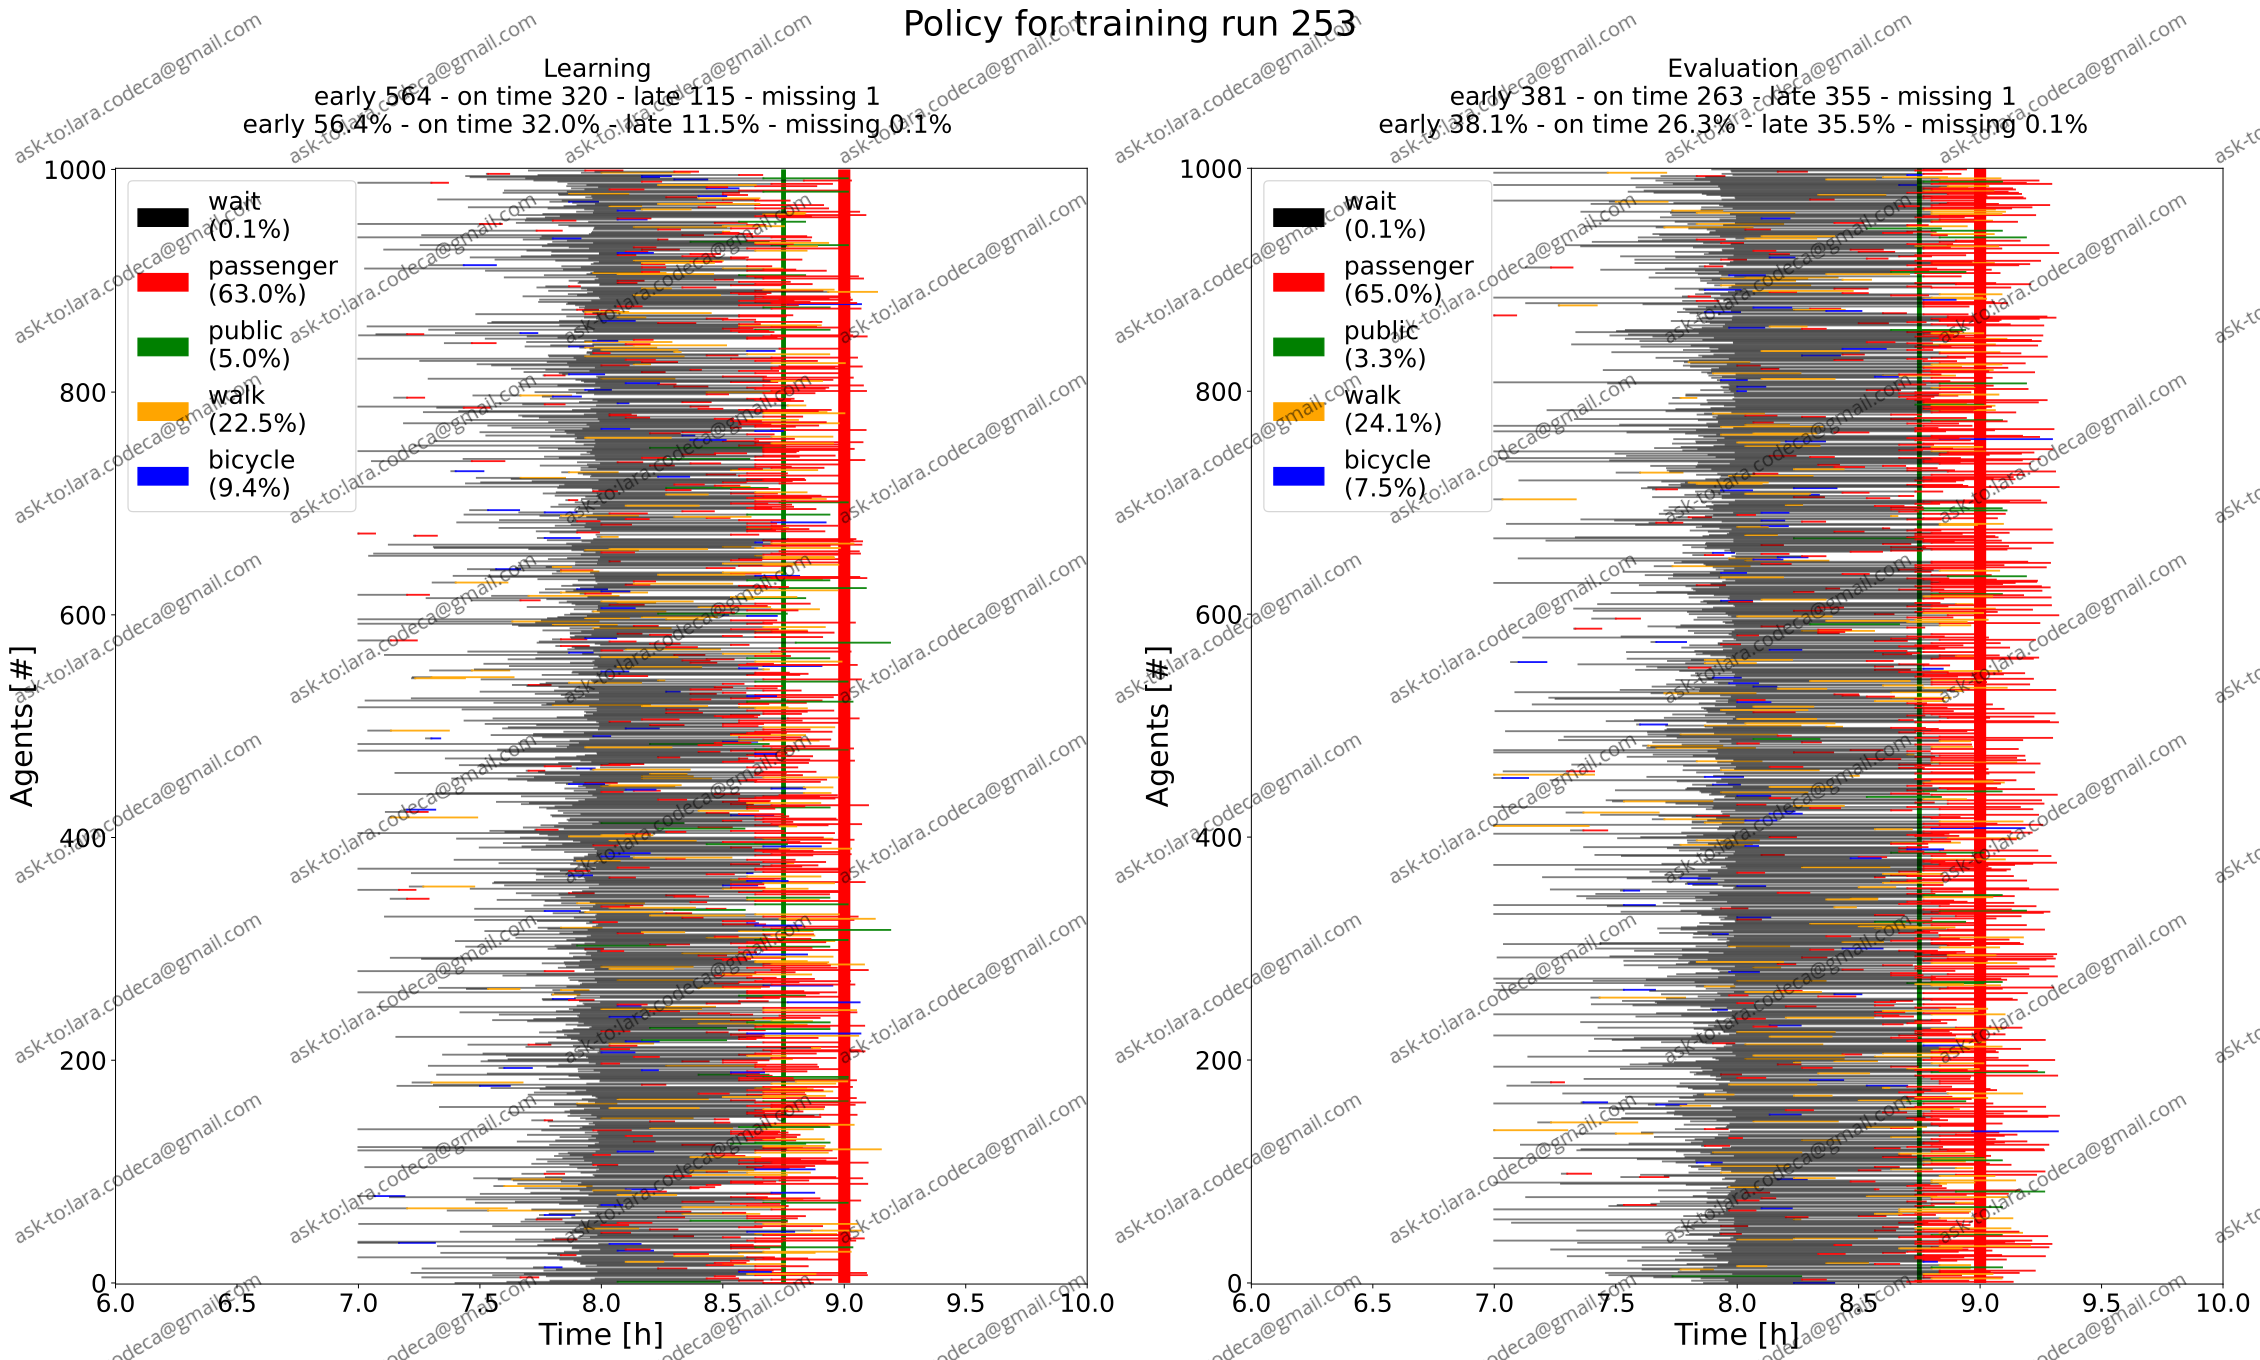 Policy for training run 253
Learning
early 564 - on time 320 - late 115 - missing 1
early 56.4% - on time 32.0% - late 11.5% - missing 0.1%
1000
800
600
400
200
0
Agents [#]
wait
(0.1%)
passenger
(63.0%)
public
(5.0%)
walk
(22.5%)
bicycle
(9.4%)
6.0 6.5 7.0 7.5 8.0 8.5 9.0 9.5 10.0
Time [h]
Evaluation
early 381 - on time 263 - late 355 - missing 1
early 38.1% - on time 26.3% - late 35.5% - missing 0.1%
1000
800
600
400
200
0
Agents [#]
wait
(0.1%)
passenger
(65.0%)
public
(3.3%)
walk
(24.1%)
bicycle
(7.5%)
6.0 6.5 7.0 7.5 8.0 8.5 9.0 9.5 10.0
Time [h]
ask-to:lara.codeca@gmail.com